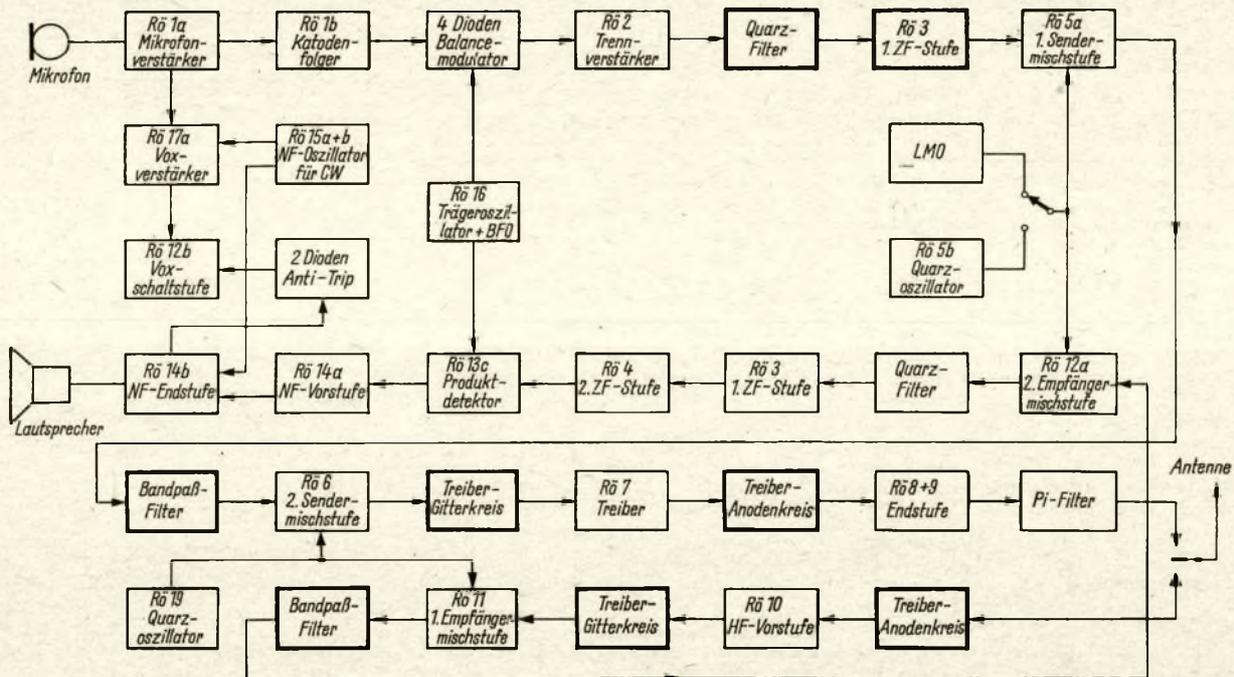 Rö 1a
Mikrofon-
verstärker
Rö 1b
Katoden-
folger
4 Dioden
Balance-
modulator
Rö 2
Trenn-
verstärker
Quarz-
Filter
Rö 3
1. ZF-Stufe
Rö 5a
1. Sender-
mischstufe
Mikrofon
Rö 17a
Vox-
verstärker
Rö 15a+b
NF-Oszillator
für CW
LMO
Rö 16
Trägeroszil-
lator + BFO
Rö 12b
Vox-
schaltstufe
2 Dioden
Anti-Trip
Rö 5b
Quarz-
oszillator
Rö 14b
NF-Endstufe
Rö 14a
NF-Vorstufe
Rö 13c
Produkt-
detektor
Rö 4
2. ZF-Stufe
Rö 3
1. ZF-Stufe
Quarz-
Filter
Rö 12a
2. Empfänger-
mischstufe
Lautsprecher
Bandpaß-
Filter
Rö 6
2. Sender-
mischstufe
Treiber-
Gitterkreis
Rö 7
Treiber
Treiber-
Anodenkreis
Rö 8+9
Endstufe
Pi-Filter
Antenne
Rö 19
Quarz-
oszillator
Bandpaß-
Filter
Rö 11
1. Empfänger-
mischstufe
Treiber-
Gitterkreis
Rö 10
HF-Vorstufe
Treiber-
Anodenkreis